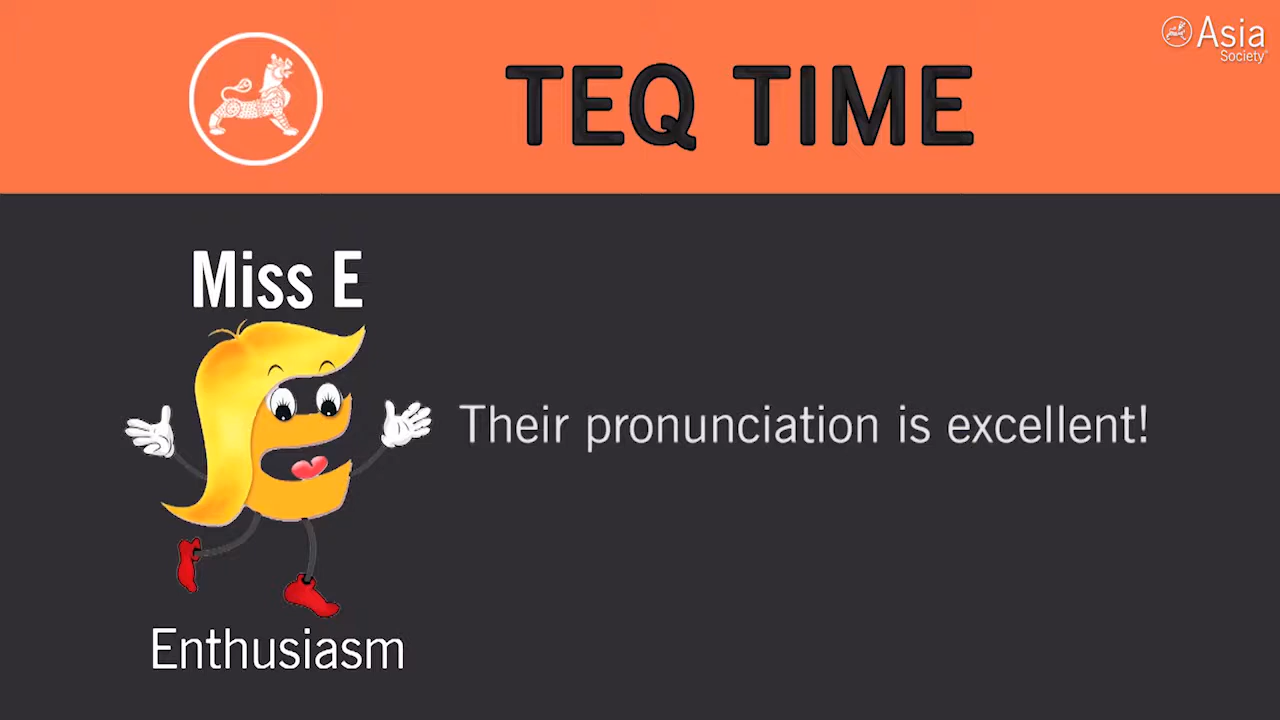 Asia
Society
TEQ TIME
Miss E
Their pronunciation is excellent!
Enthusiasm